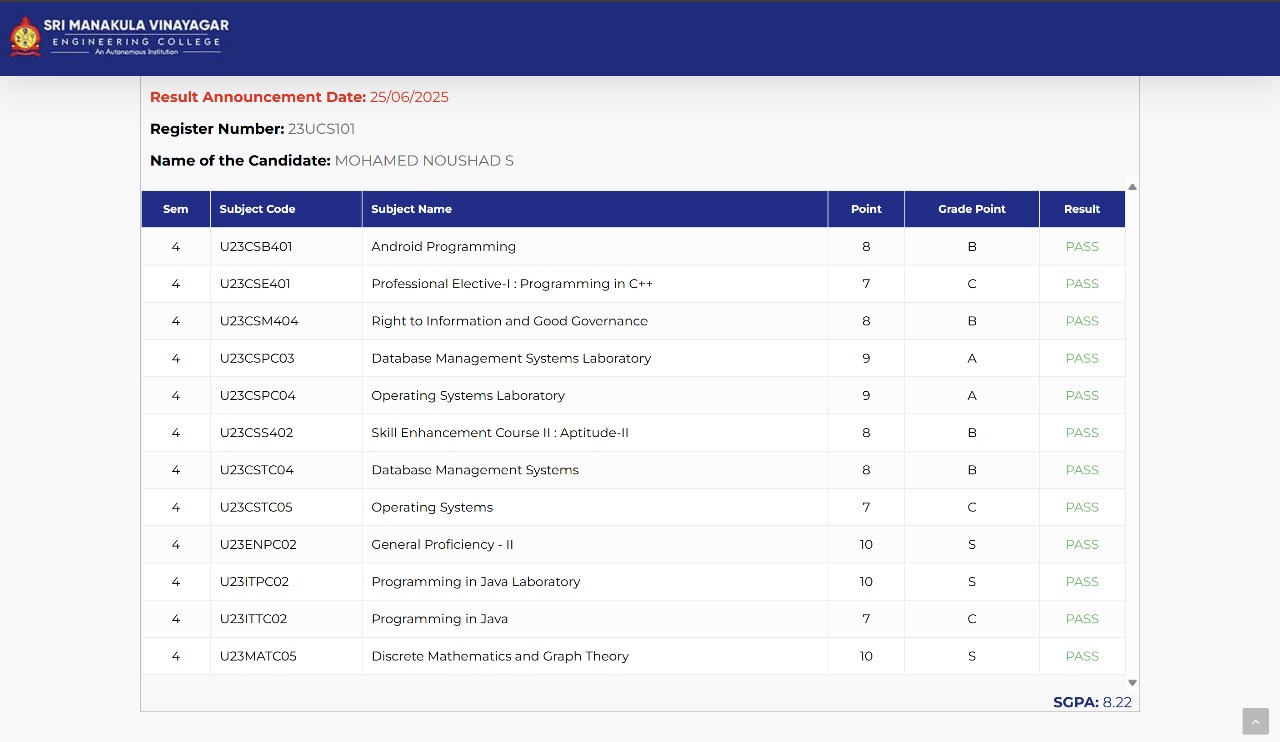 SRI MANAKULA VINAYAGAR
ENGINEERING COLLEGE
An Autonomous Institution
Result Announcement Date: 25/06/2025
Register Number: 23UCS101
Name of the Candidate: MOHAMED NOUSHAD S
Sem Subject Code Subject Name Point Grade Point Result
4 U23CSB401 Android Programming 8 B PASS
4 U23CSE401 Professional Elective-I : Programming in C++ 7 C PASS
4 U23CSM404 Right to Information and Good Governance 8 B PASS
4 U23CSPC03 Database Management Systems Laboratory 9 A PASS
4 U23CSPC04 Operating Systems Laboratory 9 A PASS
4 U23CSS402 Skill Enhancement Course II : Aptitude-II 8 B PASS
4 U23CSTC04 Database Management Systems 8 B PASS
4 U23CSTC05 Operating Systems 7 C PASS
4 U23ENPC02 General Proficiency - II 10 S PASS
4 U23ITPC02 Programming in Java Laboratory 10 S PASS
4 U23ITTC02 Programming in Java 7 C PASS
4 U23MATC05 Discrete Mathematics and Graph Theory 10 S PASS
SGPA: 8.22